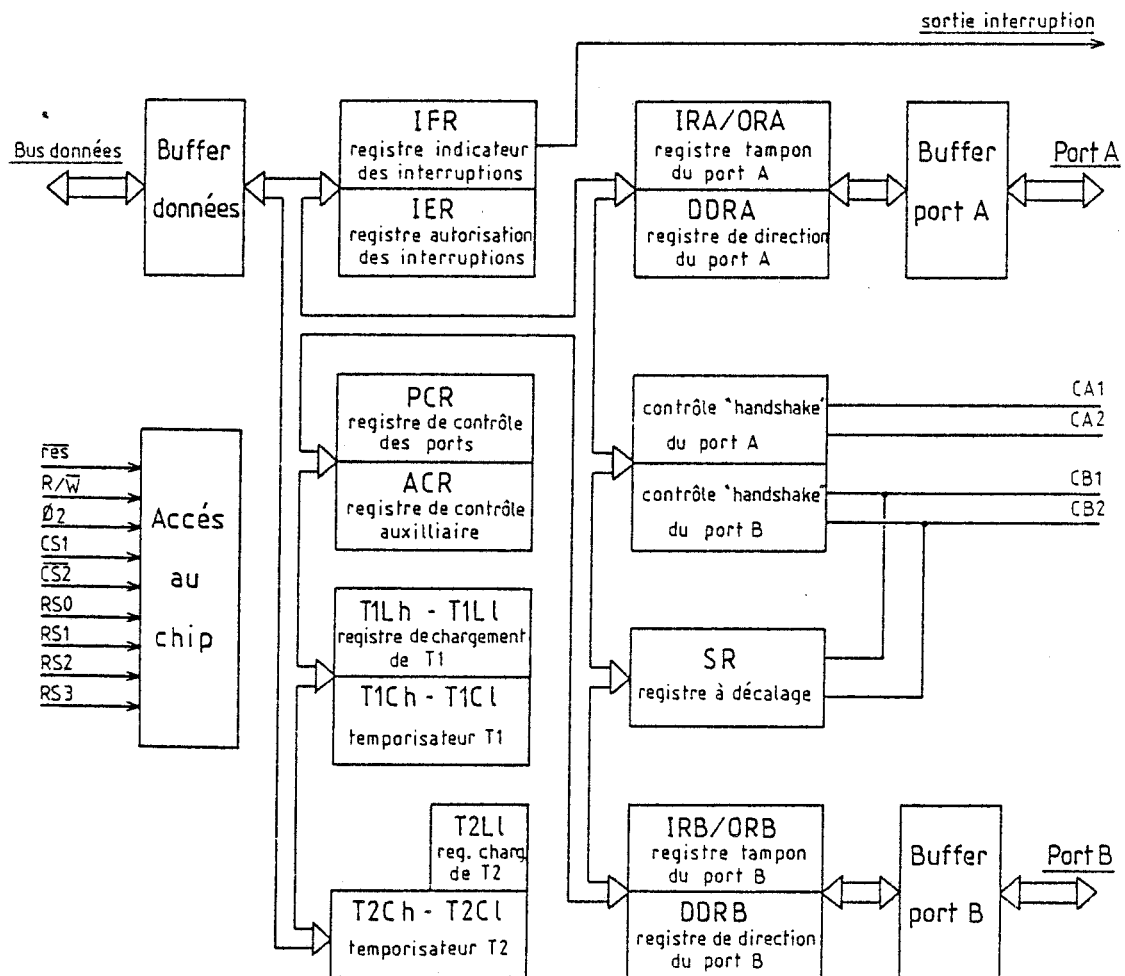 sortie interruption
Bus données
Buffer
données
IFR
registre indicateur
des interruptions
IER
registre autorisation
des interruptions
IRA/ORA
registre tampon
du port A
DDRA
registre de direction
du port A
Buffer
port A
Port A
PCR
registre de contrôle
des ports
ACR
registre de contrôle
auxilliaire
contrôle "handshake"
du port A
contrôle "handshake"
du port B
CA1
CA2
CB1
CB2
res
R/W
Ø2
CS1
CS2
RS0
RS1
RS2
RS3
Accés
au
chip
T1Lh - T1Ll
registre de chargement
de T1
T1Ch - T1Cl
temporisateur T1
SR
registre à décalage
T2Ll
reg. charg
de T2
T2Ch - T2Cl
temporisateur T2
IRB/ORB
registre tampon
du port B
DDRB
registre de direction
du port B
Buffer
port B
Port B